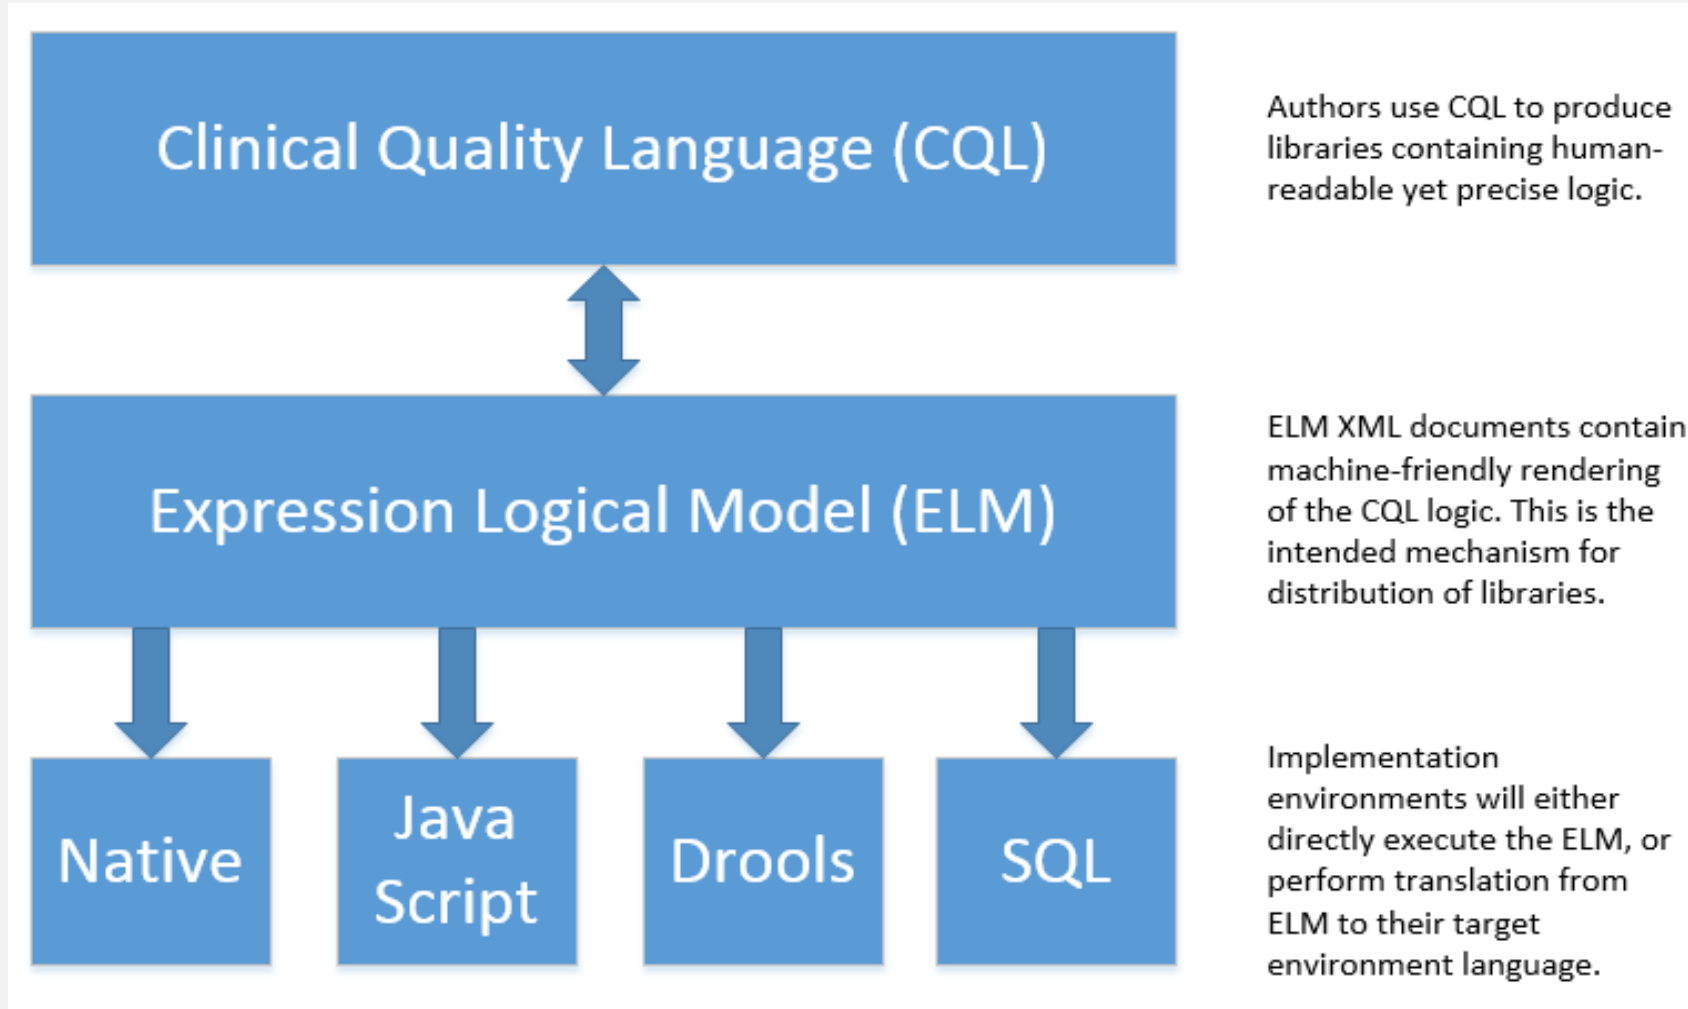 Clinical Quality Language (CQL)
Authors use CQL to produce
libraries containing human-
readable yet precise logic.
Expression Logical Model (ELM)
ELM XML documents contain
machine-friendly rendering
of the CQL logic. This is the
intended mechanism for
distribution of libraries.
Native
Java
Script
Drools
SQL
Implementation
environments will either
directly execute the ELM, or
perform translation from
ELM to their target
environment language.